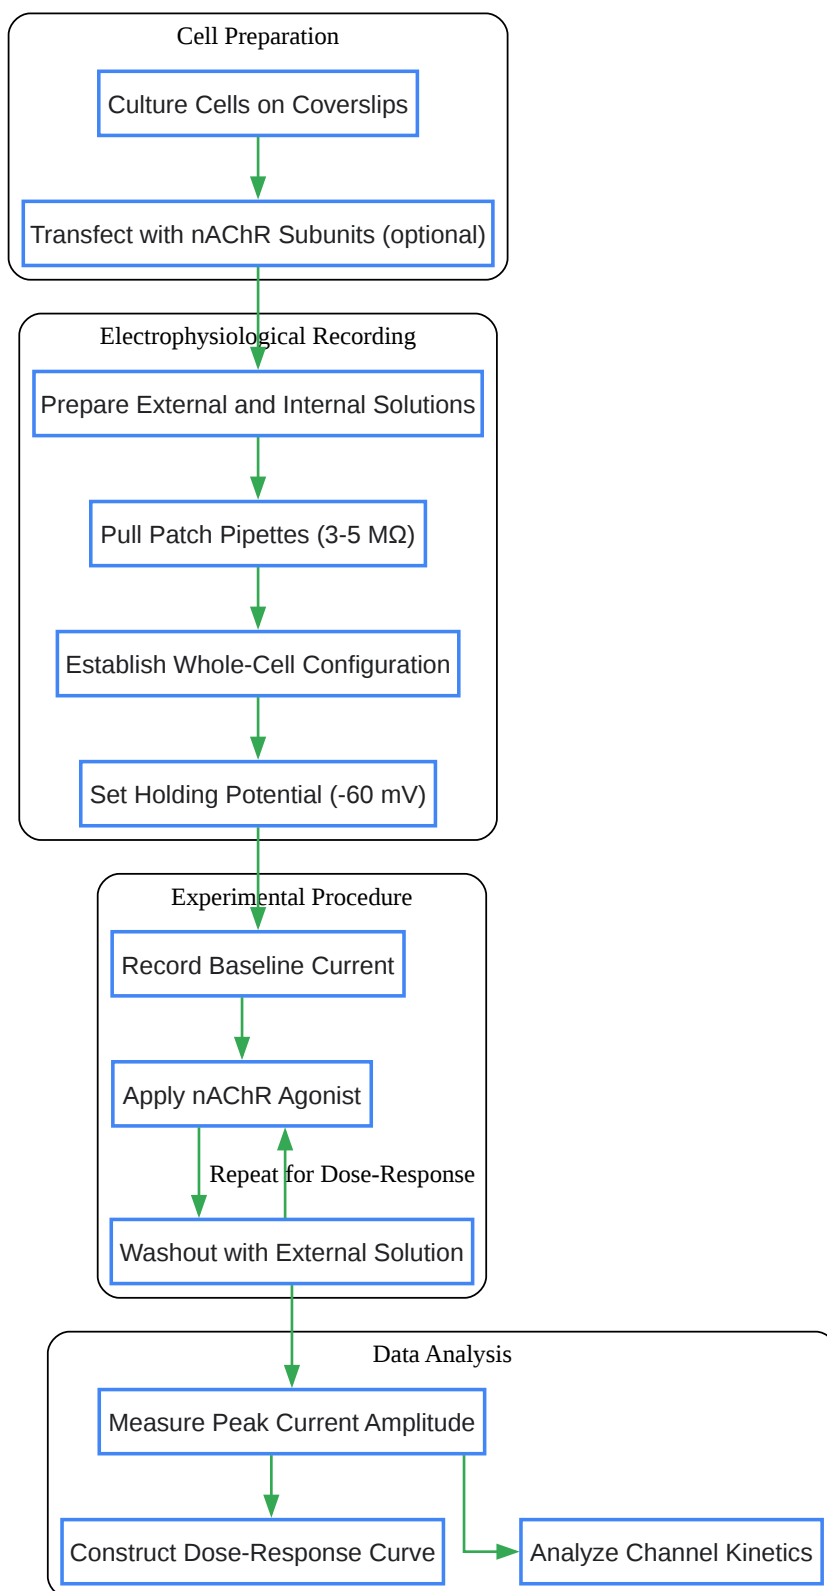 Cell Preparation
Culture Cells on Coverslips
Transfect with nAChR Subunits (optional)
Electrophysiological Recording
Prepare External and Internal Solutions
Pull Patch Pipettes (3-5 MΩ)
Establish Whole-Cell Configuration
Set Holding Potential (-60 mV)
Experimental Procedure
Record Baseline Current
Apply nAChR Agonist
Repeat for Dose-Response
Washout with External Solution
Data Analysis
Measure Peak Current Amplitude
Construct Dose-Response Curve
Analyze Channel Kinetics